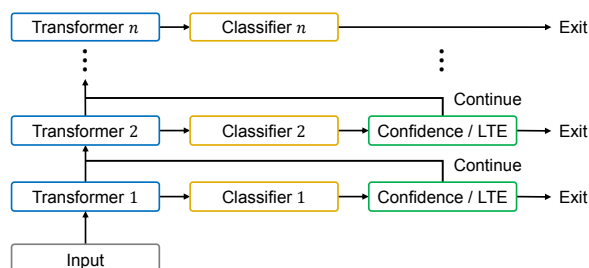 Transformer n Classifier n Exit
Continue
Transformer 2 Classifier 2 Confidence / LTE Exit
Continue
Transformer 1 Classifier 1 Confidence / LTE Exit
Input